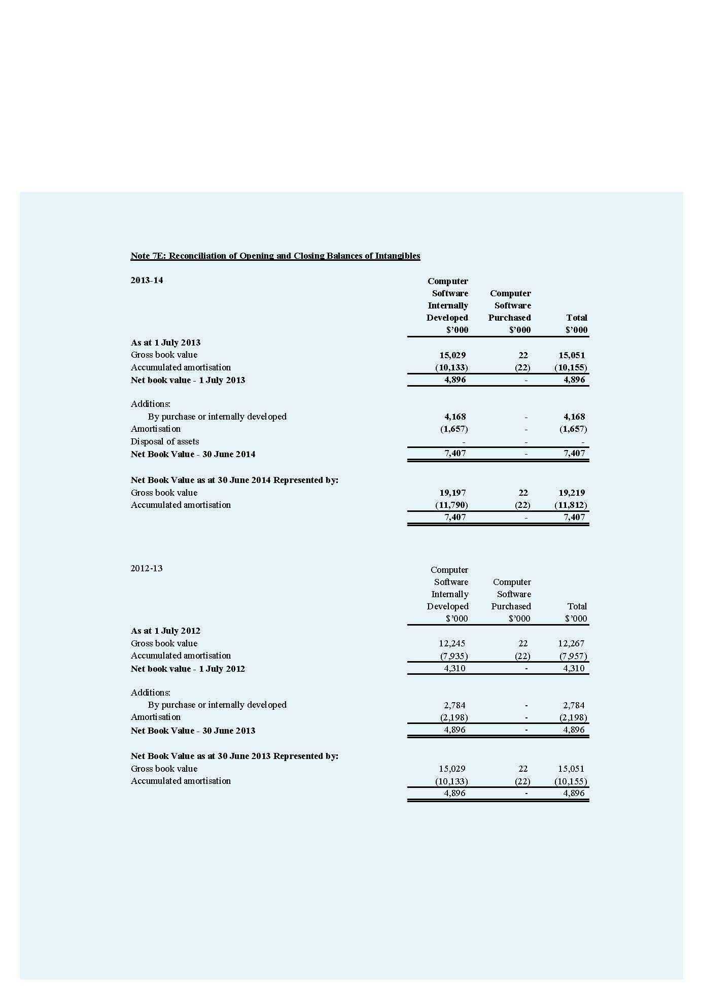 Note 7E: Reconciliation of Opening and Closing Balances of Intangibles
2013-14 Computer
Software Computer
Internally Software
Developed Purchased Total
$’000 $’000 $’000
As at 1 July 2013
Gross book value 15,029 22 15,051
Accumulated amortisation (10,133) (22) (10,155)
Net book value - 1 July 2013 4,896 - 4,896
Additions:
By purchase or internally developed 4,168 - 4,168
Amortisation (1,657) - (1,657)
Disposal of assets - - -
Net Book Value - 30 June 2014 7,407 - 7,407
Net Book Value as at 30 June 2014 Represented by:
Gross book value 19,197 22 19,219
Accumulated amortisation (11,790) (22) (11,812)
7,407 - 7,407
2012-13 Computer
Software Computer
Internally Software
Developed Purchased Total
$’000 $’000 $’000
As at 1 July 2012
Gross book value 12,245 22 12,267
Accumulated amortisation (7,935) (22) (7,957)
Net book value - 1 July 2012 4,310 - 4,310
Additions:
By purchase or internally developed 2,784 - 2,784
Amortisation (2,198) - (2,198)
Net Book Value - 30 June 2013 4,896 - 4,896
Net Book Value as at 30 June 2013 Represented by:
Gross book value 15,029 22 15,051
Accumulated amortisation (10,133) (22) (10,155)
4,896 - 4,896